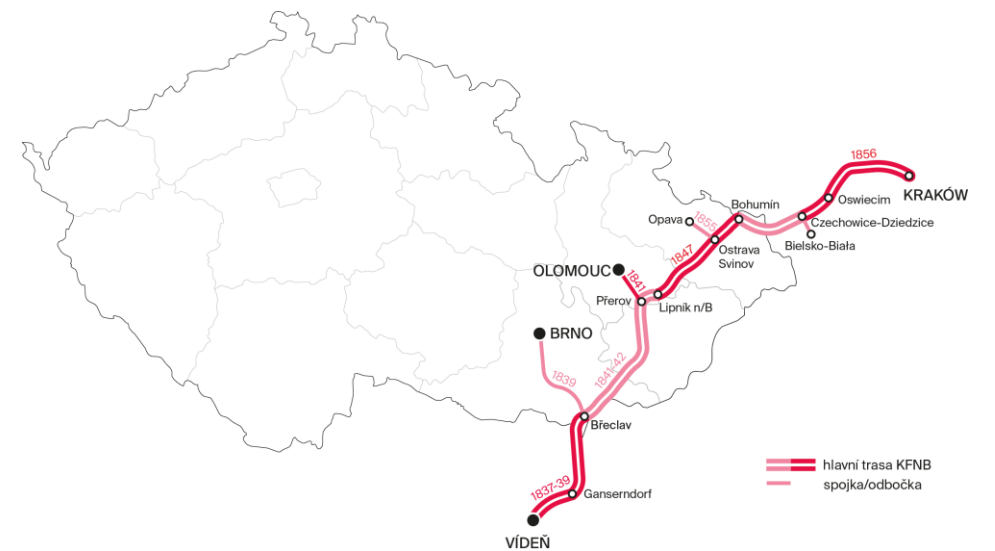 1856
KRAKÓW
Oswiecim
Bohumín
Czechowice-Dziedzice
Opava
1855
Bielsko-Biała
Ostrava
Svinov
1847
OLOMOUC
1841
Přerov
Lipník n/B
BRNO
1841-42
1839
Břeclav
hlavní trasa KFNB
spojka/odbočka
1837-39
Ganserndorf
VÍDEŇ